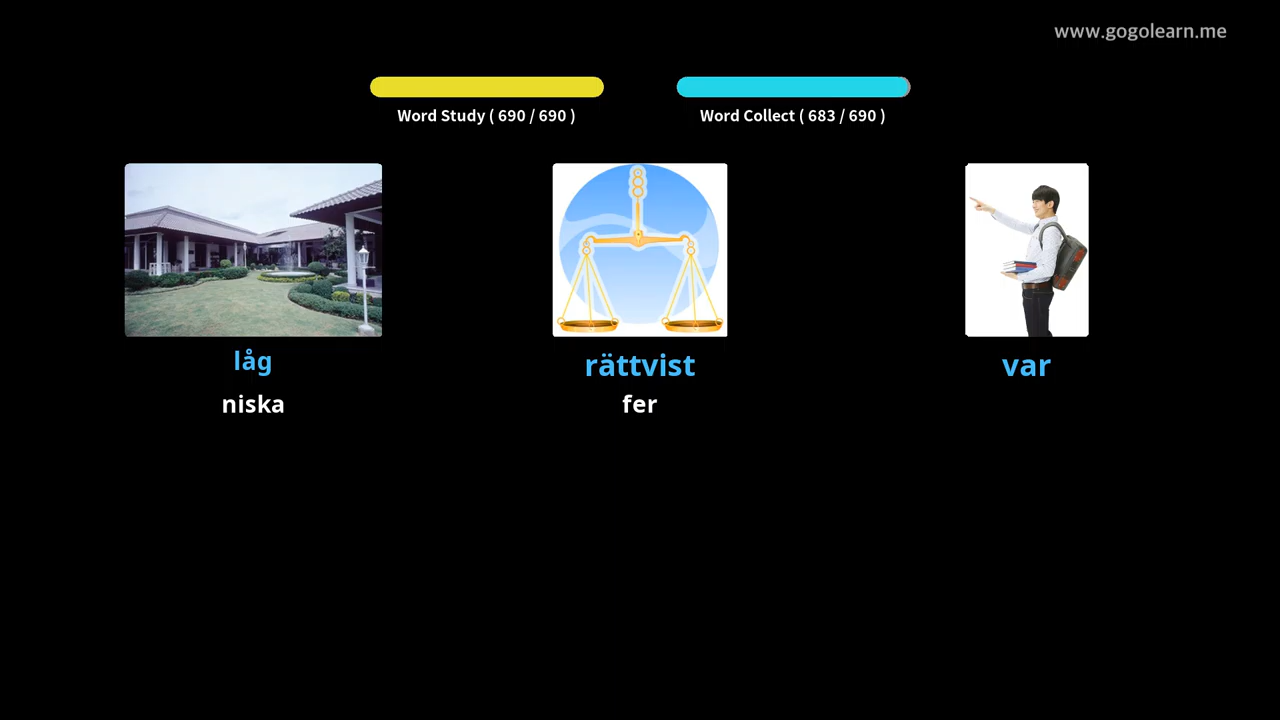 www.gogolearn.me
Word Study ( 690 / 690 )
Word Collect ( 683 / 690 )
låg
niska
rättvist
fer
var